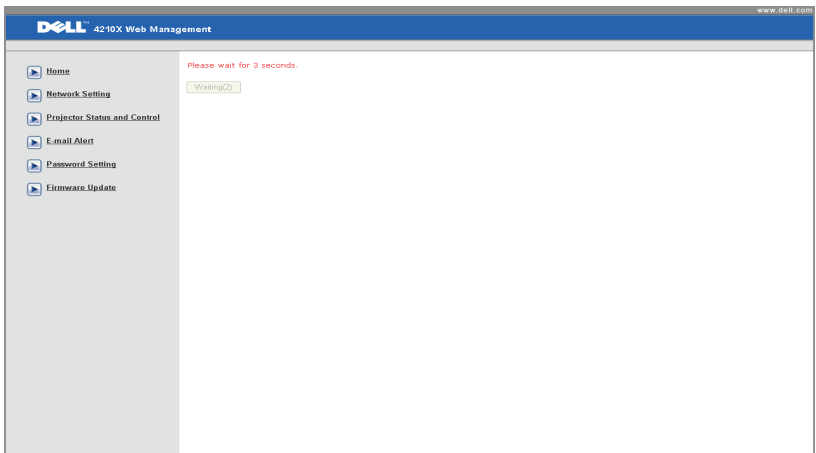 www.dell.com
DELL™ 4210X Web Management
Home
Network Setting
Projector Status and Control
E-mail Alert
Password Setting
Firmware Update
Please wait for 3 seconds.
Waiting(2)